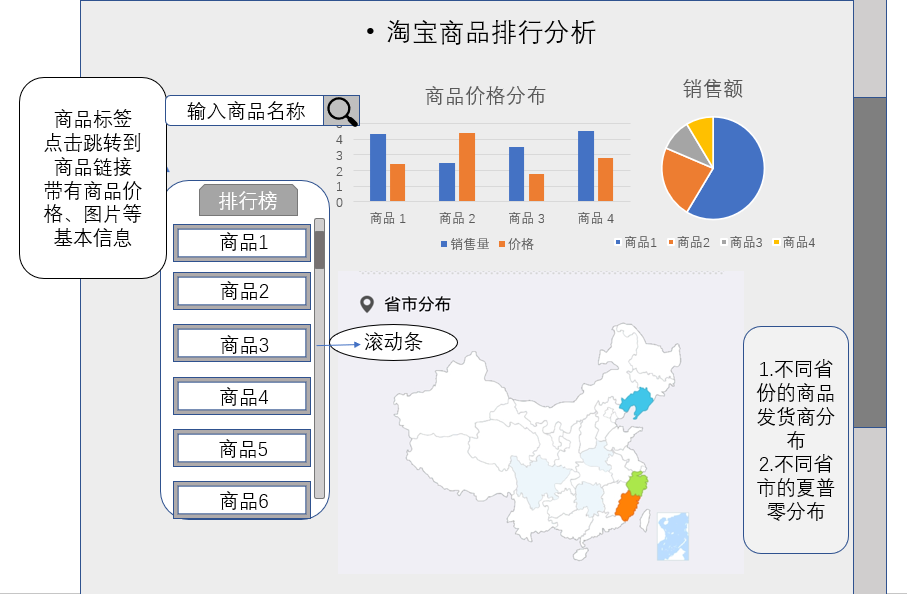 • 淘宝商品排行分析
商品标签
点击跳转到
商品链接
带有商品价
格、图片等
基本信息
输入商品名称
排行榜
商品1
商品2
商品3
商品4
商品5
商品6
滚动条
商品价格分布
5
4
3
2
1
0
商品 1 商品 2 商品 3 商品 4
销售量 价格
销售额
商品1 商品2 商品3 商品4
省市分布
1.不同省
份的商品
发货商分
布
2.不同省
市的夏普
零分布